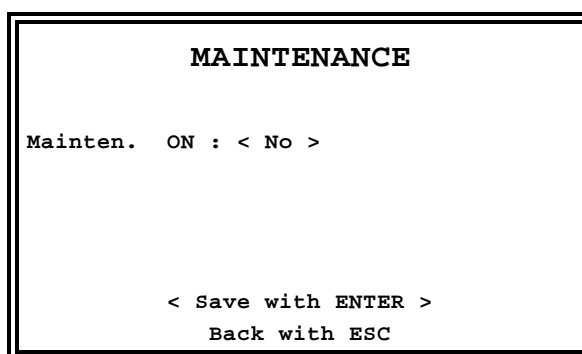 MAINTENANCE
Mainten. ON : < No >
< Save with ENTER >
Back with ESC